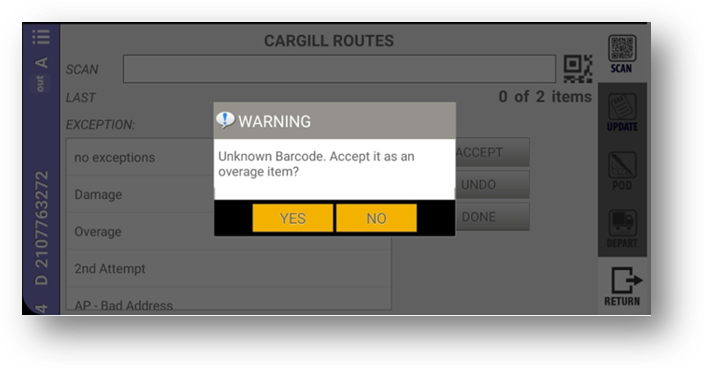 CARGILL ROUTES
SCAN
LAST
0 of 2 items
EXCEPTION:
no exceptions
Damage
Overage
2nd Attempt
AP - Bad Address
ACCEPT
UNDO
DONE
WARNING
Unknown Barcode. Accept it as an
overage item?
YES
NO
out A
D 2107763272
4
SCAN
UPDATE
POD
DEPART
RETURN